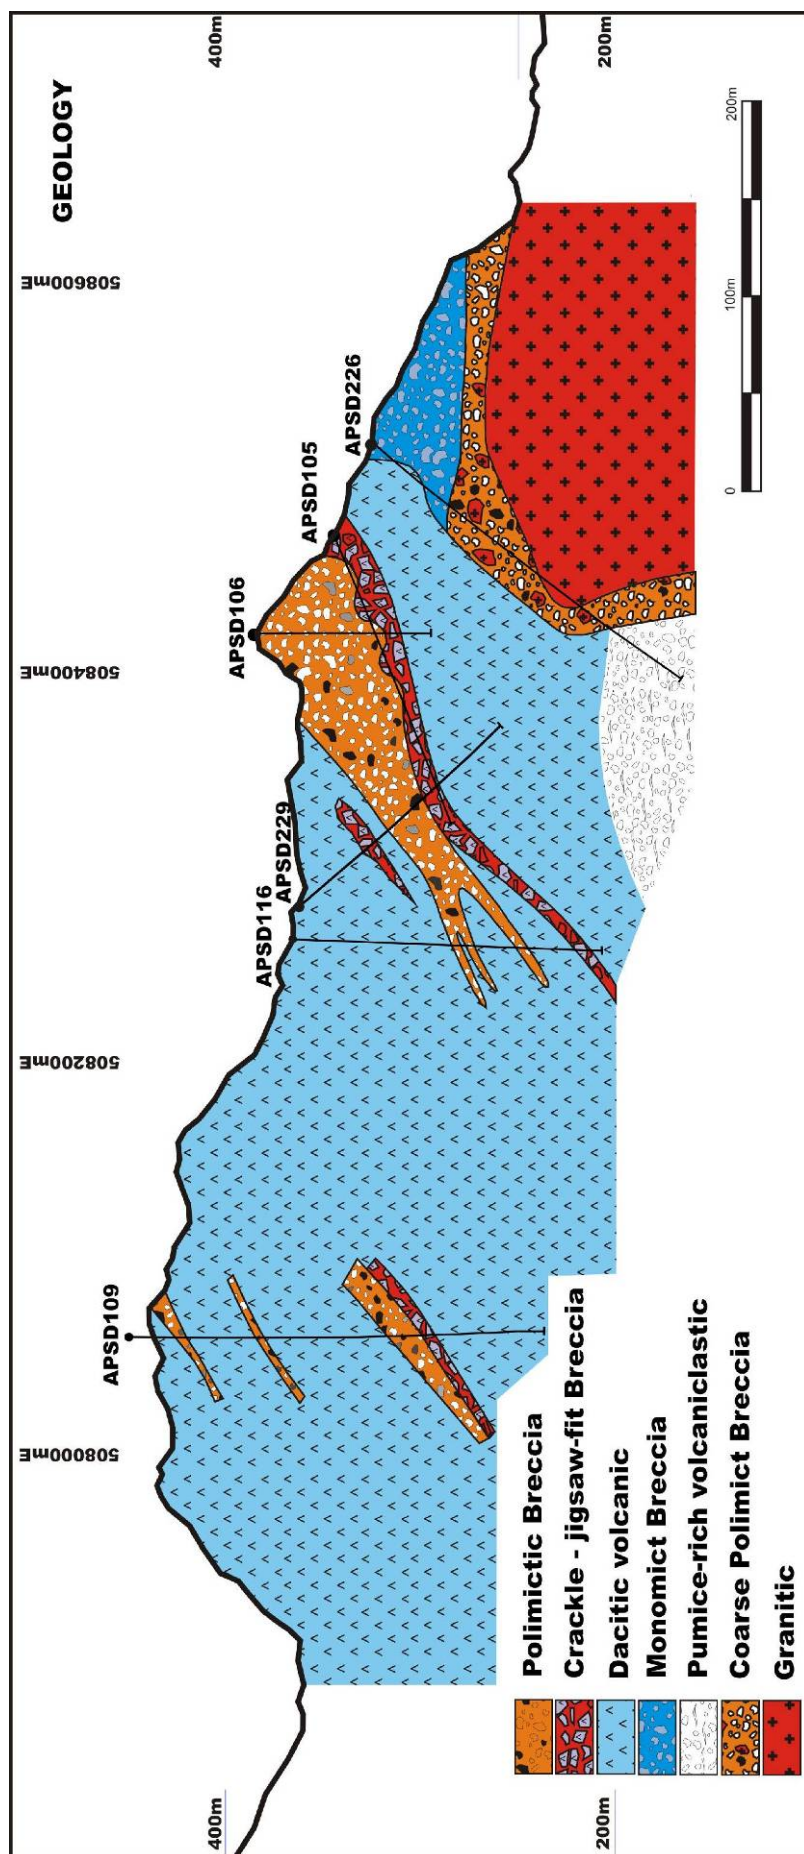 GEOLOGY
400m
200m
508600mE
508400mE
508200mE
508000mE
APSD226
APSD105
APSD106
APSD229
APSD116
APSD109
200m
100m
0
400m
200m
Polimictic Breccia
Crackle - jigsaw-fit Breccia
Dacitic volcanic
Monomict Breccia
Pumice-rich volcaniclastic
Coarse Polimict Breccia
Granitic